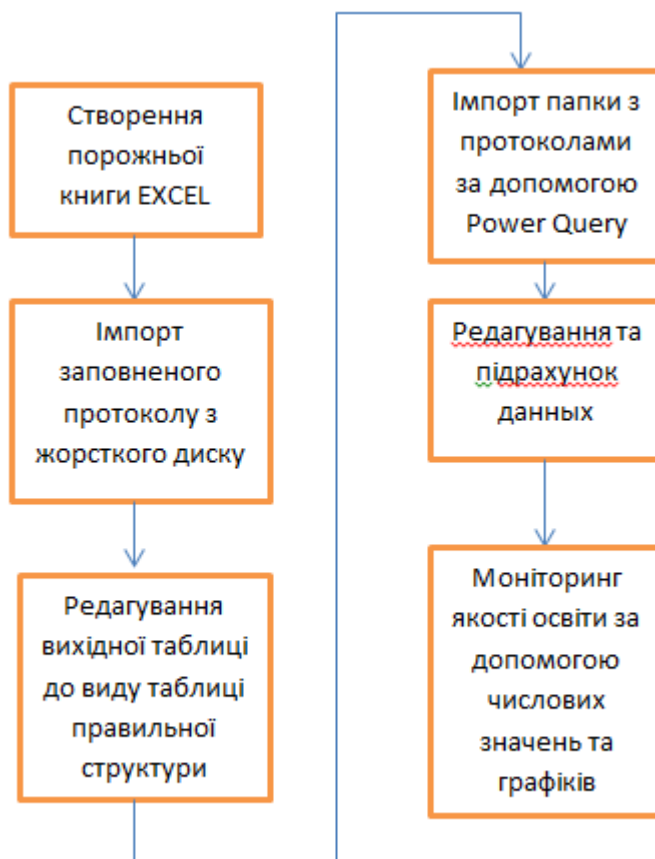 Створення
порожньої
книги EXCEL
Імпорт
заповненого
протоколу з
жорсткого диску
Редагування
вихідної таблиці
до виду таблиці
правильної
структури
Імпорт папки з
протоколами
за допомогою
Power Query
Редагування та
підрахунок
данных
Моніторинг
якості освіти за
допомогою
числових
значень та
графіків